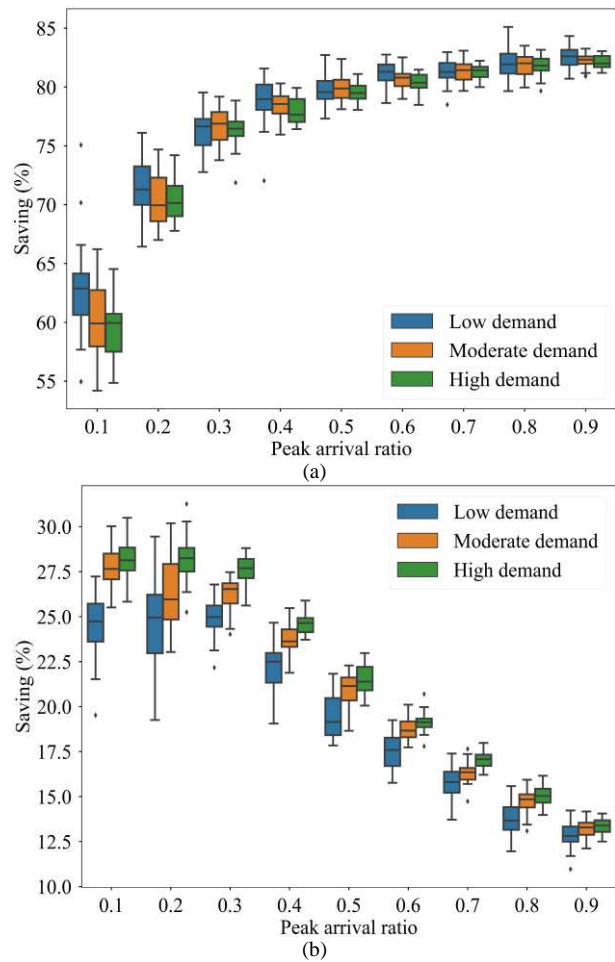 85
80
75
70
65
60
55
Saving (%)
Low demand
Moderate demand
High demand
0.1 0.2 0.3 0.4 0.5 0.6 0.7 0.8 0.9
Peak arrival ratio
(a)
30.0
27.5
25.0
22.5
20.0
17.5
15.0
12.5
10.0
Saving (%)
Low demand
Moderate demand
High demand
0.1 0.2 0.3 0.4 0.5 0.6 0.7 0.8 0.9
Peak arrival ratio
(b)